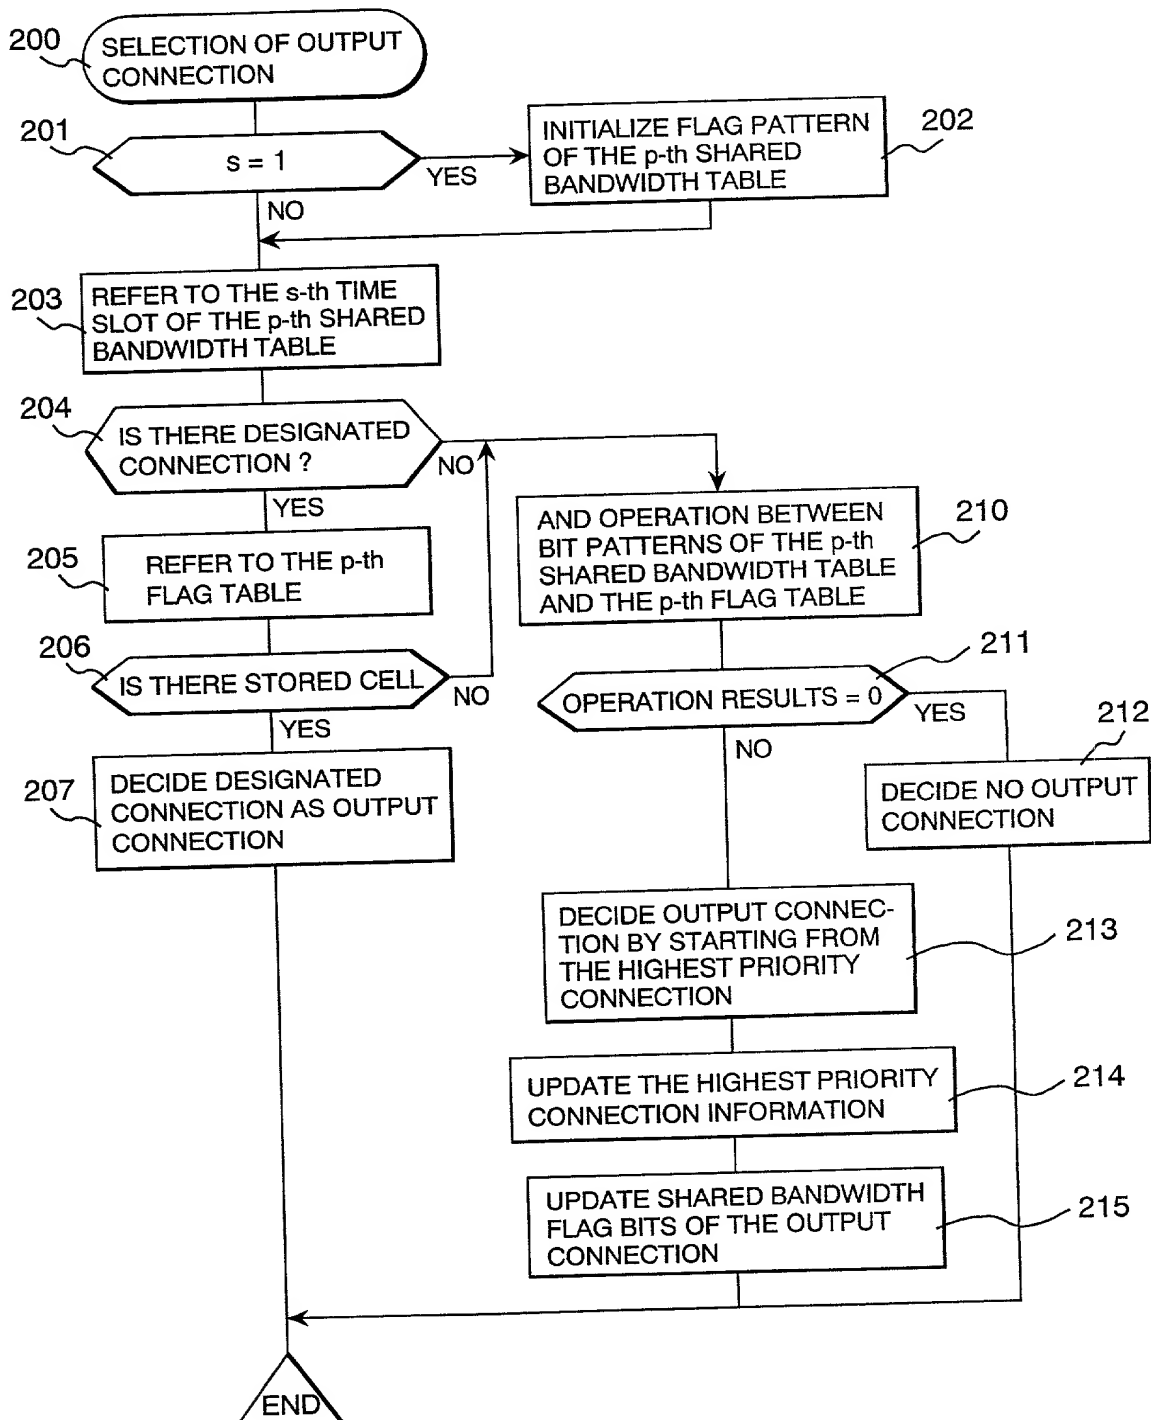 200
SELECTION OF OUTPUT
CONNECTION
201
s = 1
YES
NO
INITIALIZE FLAG PATTERN
OF THE p-th SHARED
BANDWIDTH TABLE
202
203
REFER TO THE s-th TIME
SLOT OF THE p-th SHARED
BANDWIDTH TABLE
204
IS THERE DESIGNATED
CONNECTION ?
NO
YES
205
REFER TO THE p-th
FLAG TABLE
206
IS THERE STORED CELL
NO
YES
207
DECIDE DESIGNATED
CONNECTION AS OUTPUT
CONNECTION
AND OPERATION BETWEEN
BIT PATTERNS OF THE p-th
SHARED BANDWIDTH TABLE
AND THE p-th FLAG TABLE
210
211
OPERATION RESULTS = 0
YES
NO
212
DECIDE NO OUTPUT
CONNECTION
DECIDE OUTPUT CONNEC-
TION BY STARTING FROM
THE HIGHEST PRIORITY
CONNECTION
213
UPDATE THE HIGHEST PRIORITY
CONNECTION INFORMATION
214
UPDATE SHARED BANDWIDTH
FLAG BITS OF THE OUTPUT
CONNECTION
215
END